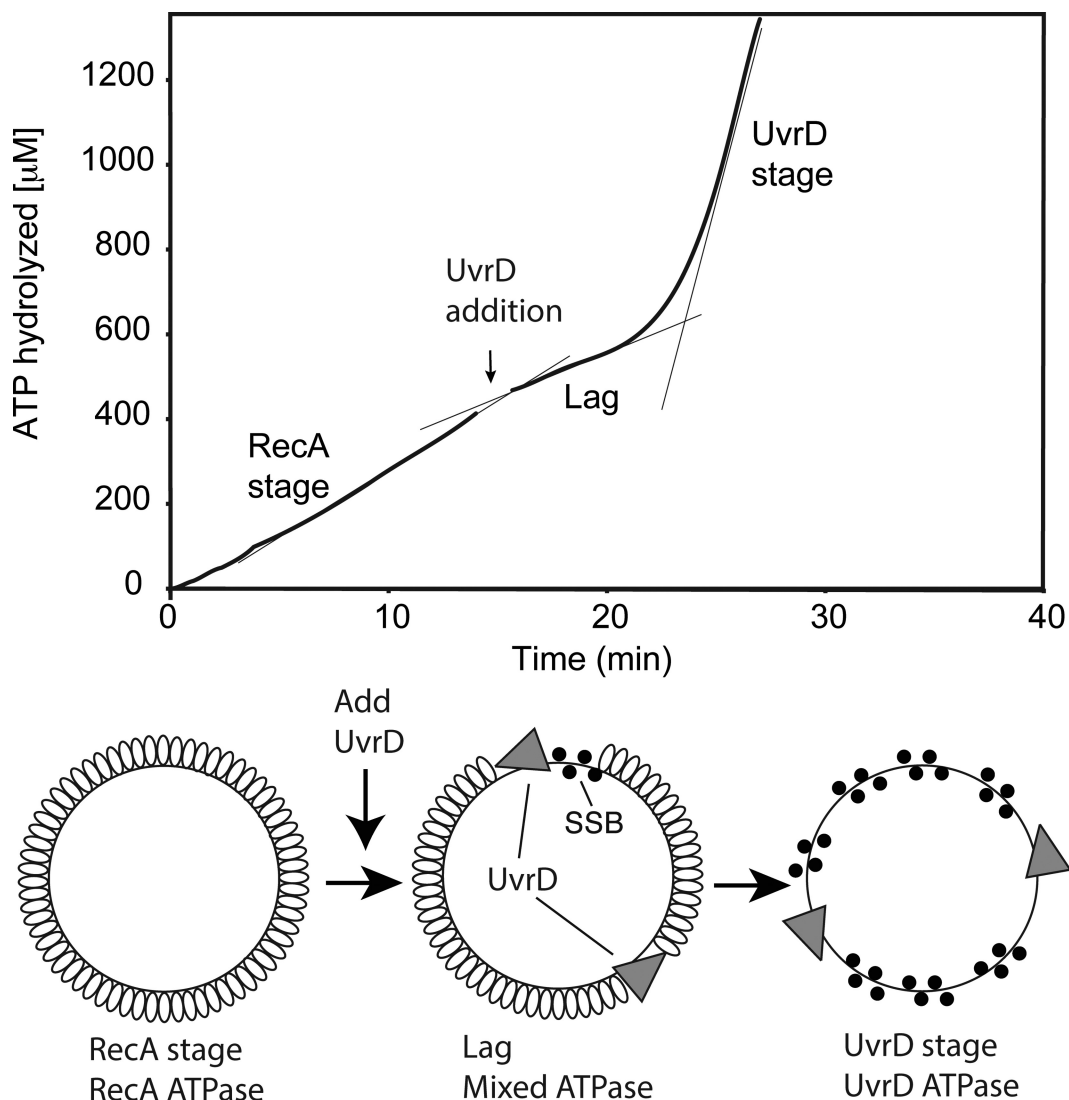 1200
1000
800
600
400
200
0
ATP hydrolyzed [μM]
UvrD
stage
UvrD
addition
Lag
RecA
stage
0 10 20 30 40
Time (min)
Add
UvrD
SSB
UvrD
RecA stage
RecA ATPase
Lag
Mixed ATPase
UvrD stage
UvrD ATPase